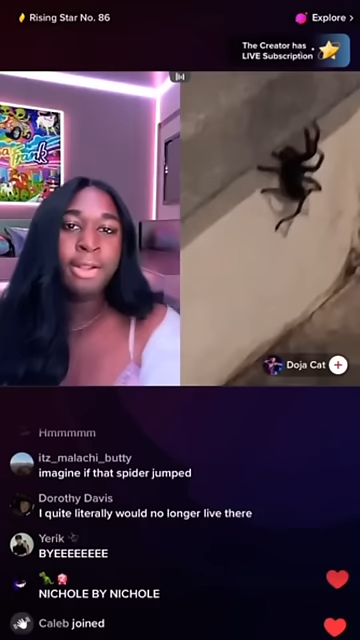 Rising Star No. 86
Explore >
The Creator has
LIVE Subscription
Frank
Doja Cat
Hmmmmm
itz_malachi_butty
imagine if that spider jumped
Dorothy Davis
I quite literally would no longer live there
Yerik
BYEEEEEEEE
NICHOLE BY NICHOLE
Caleb joined